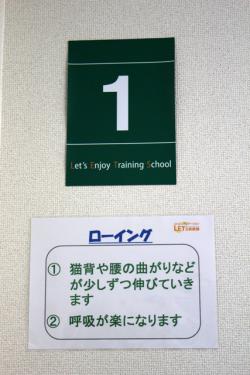 1
Let's Enjoy Training School
LETS
ローイング
① 猫背や腰の曲がりなど
が少しずつ伸びていき
ます
② 呼吸が楽になります